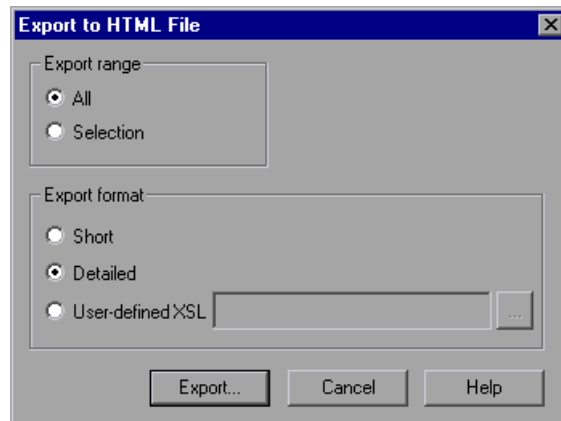 Export to HTML File
Export range
All
Selection
Export format
Short
Detailed
User-defined XSL ...
Export... Cancel Help